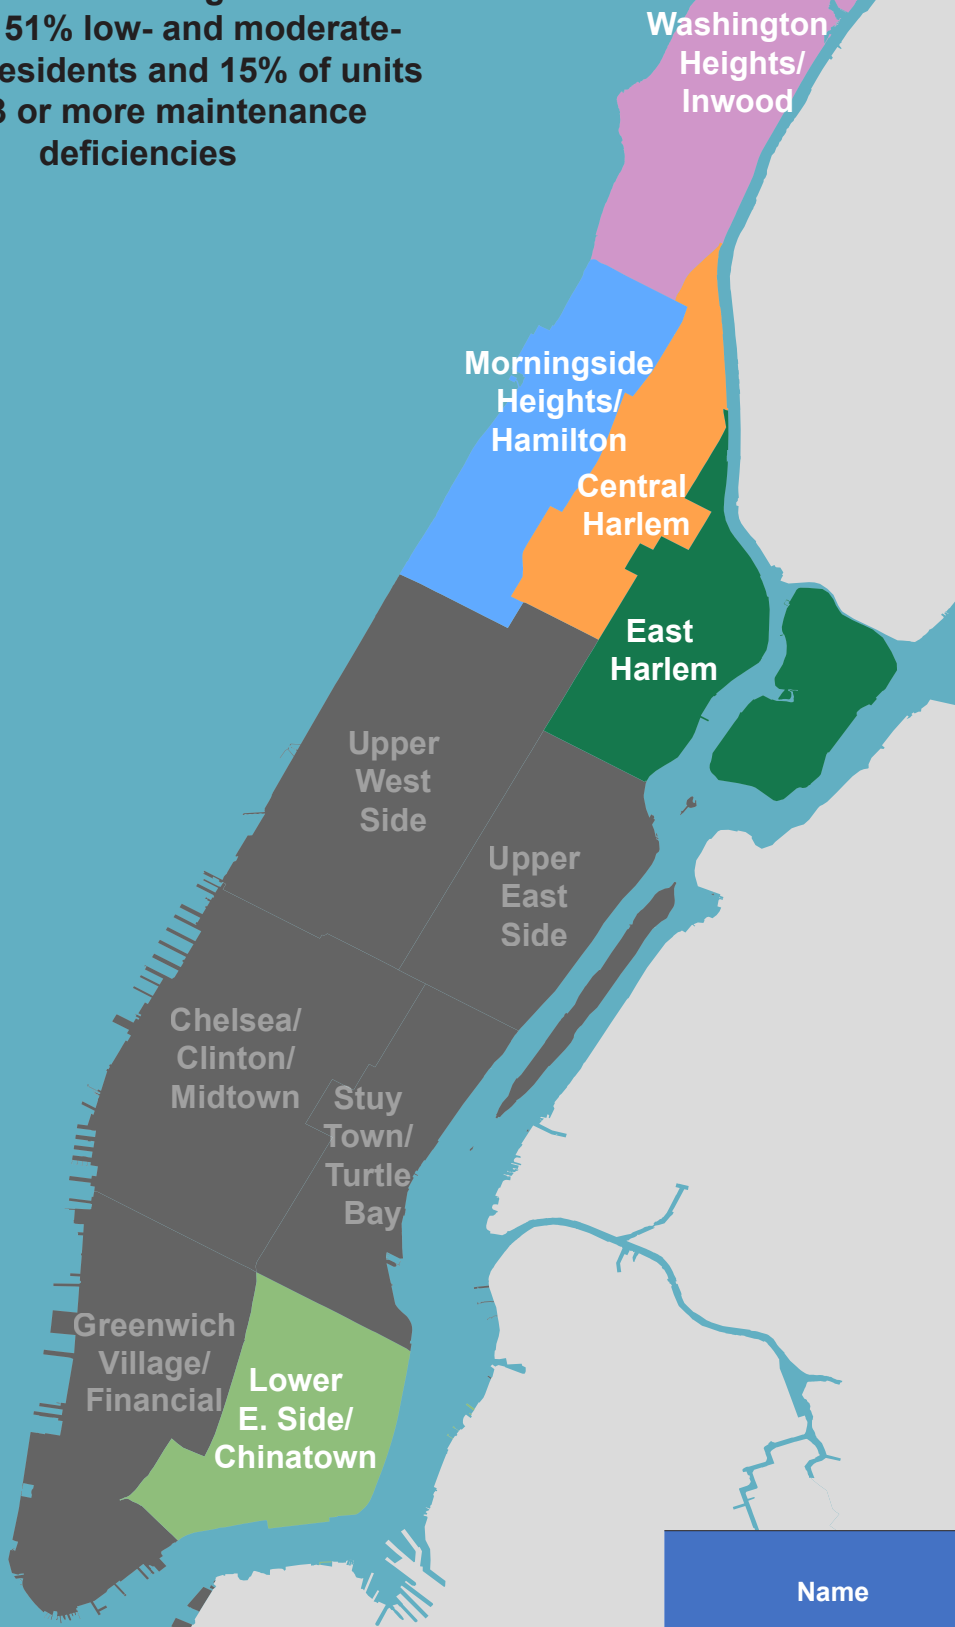 51% low- and moderate-
residents and 15% of units
3 or more maintenance
deficiencies
Washington
Heights/
Inwood
Morningside
Heights/
Hamilton
Central
Harlem
East
Harlem
Upper
West
Side
Upper
East
Side
Chelsea/
Clinton/
Midtown
Stuy
Town/
Turtle
Bay
Greenwich
Village/
Financial
Lower
E. Side/
Chinatown
Name